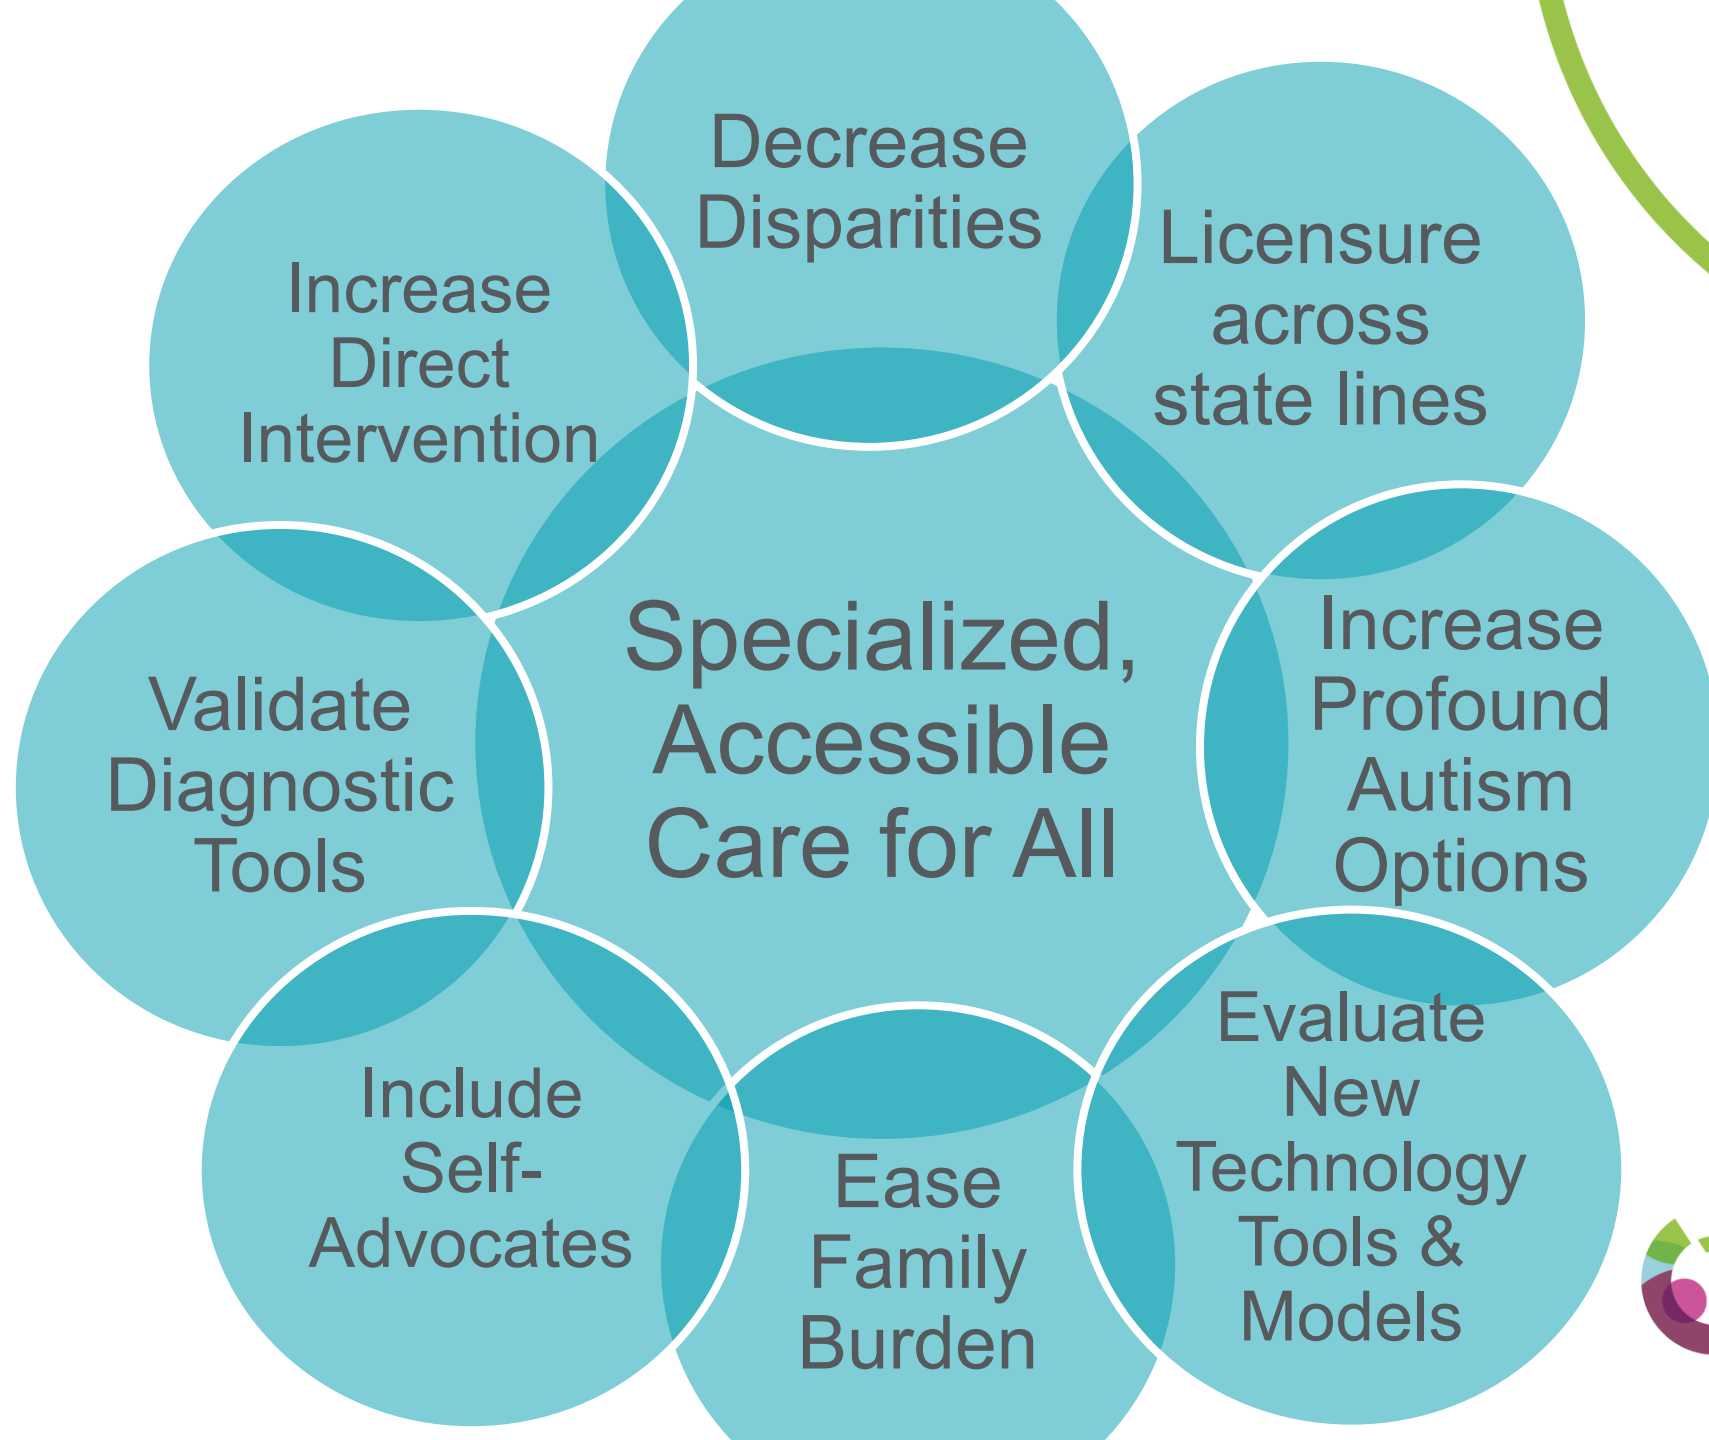 Decrease
Disparities
Licensure
across
state lines
Increase
Profound
Autism
Options
Evaluate
New
Technology
Tools &
Models
Ease
Family
Burden
Include
Self-
Advocates
Validate
Diagnostic
Tools
Increase
Direct
Intervention
Specialized,
Accessible
Care for All